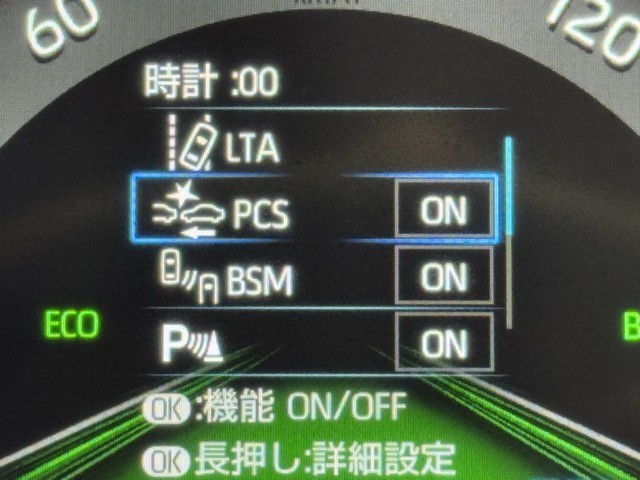 60
120
時計 :00
LTA
PCS ON
BSM ON
P ON
ECO
OK:機能 ON/OFF
OK長押し:詳細設定